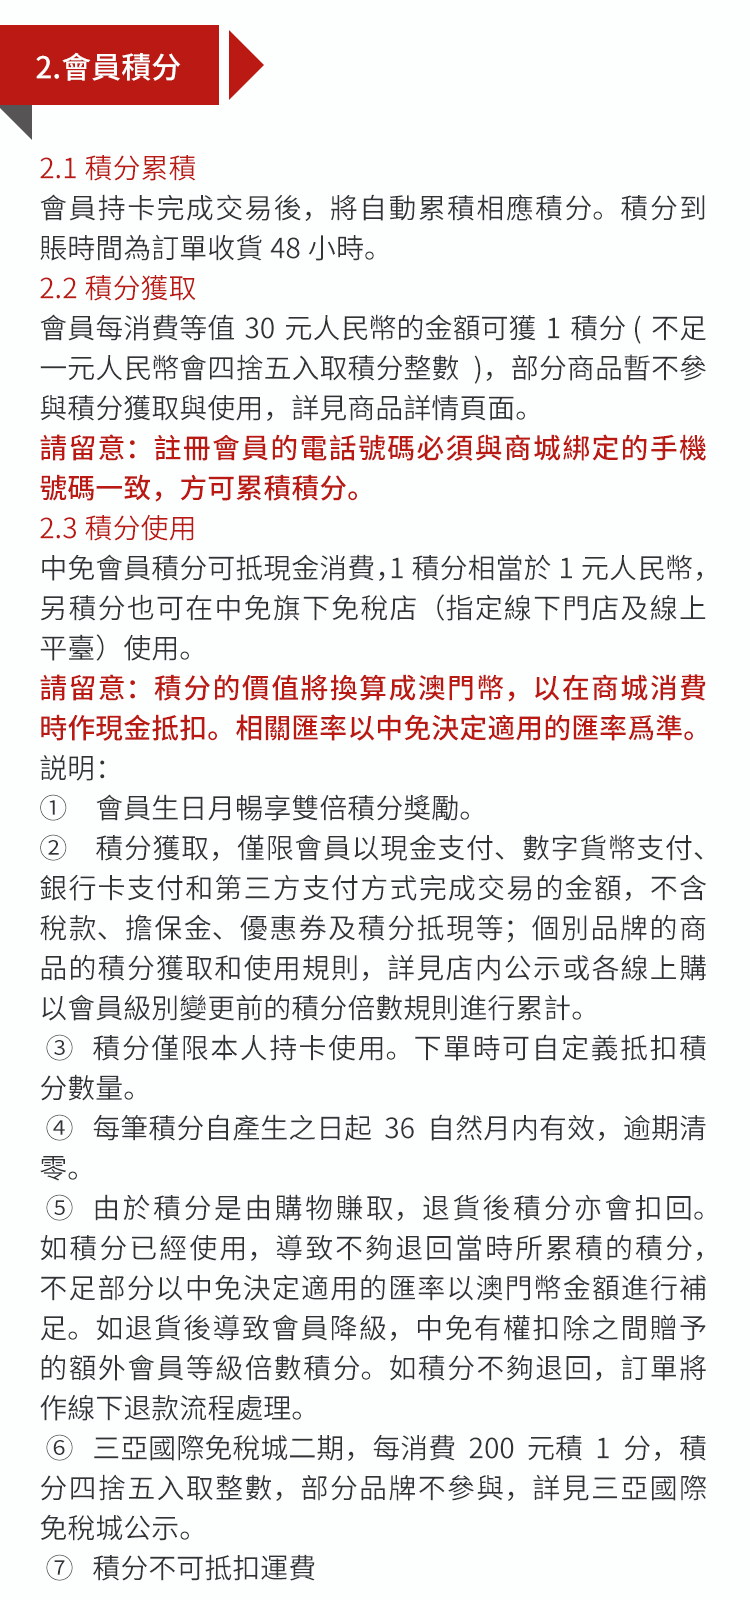 2.會員積分
2.1 積分累積
會員持卡完成交易後，將自動累積相應積分。積分到
賬時間為訂單收貨 48 小時。
2.2 積分獲取
會員每消費等值 30 元人民幣的金額可獲 1 積分 ( 不足
一元人民幣會四捨五入取積分整數 )，部分商品暫不參
與積分獲取與使用，詳見商品詳情頁面。
請留意：註冊會員的電話號碼必須與商城綁定的手機
號碼一致，方可累積積分。
2.3 積分使用
中免會員積分可抵現金消費，1 積分相當於 1 元人民幣，
另積分也可在中免旗下免稅店（指定線下門店及線上
平臺）使用。
請留意：積分的價值將換算成澳門幣，以在商城消費
時作現金抵扣。相關匯率以中免決定適用的匯率爲準。
説明：
① 會員生日月暢享雙倍積分獎勵。
② 積分獲取，僅限會員以現金支付、數字貨幣支付、
銀行卡支付和第三方支付方式完成交易的金額，不含
稅款、擔保金、優惠券及積分抵現等；個別品牌的商
品的積分獲取和使用規則，詳見店内公示或各線上購
以會員級別變更前的積分倍數規則進行累計。
③ 積分僅限本人持卡使用。下單時可自定義抵扣積
分數量。
④ 每筆積分自產生之日起 36 自然月内有效，逾期清
零。
⑤ 由於積分是由購物賺取，退貨後積分亦會扣回。
如積分已經使用，導致不夠退回當時所累積的積分，
不足部分以中免決定適用的匯率以澳門幣金額進行補
足。如退貨後導致會員降級，中免有權扣除之間贈予
的額外會員等級倍數積分。如積分不夠退回，訂單將
作線下退款流程處理。
⑥ 三亞國際免稅城二期，每消費 200 元積 1 分，積
分四捨五入取整數，部分品牌不參與，詳見三亞國際
免稅城公示。
⑦ 積分不可抵扣運費